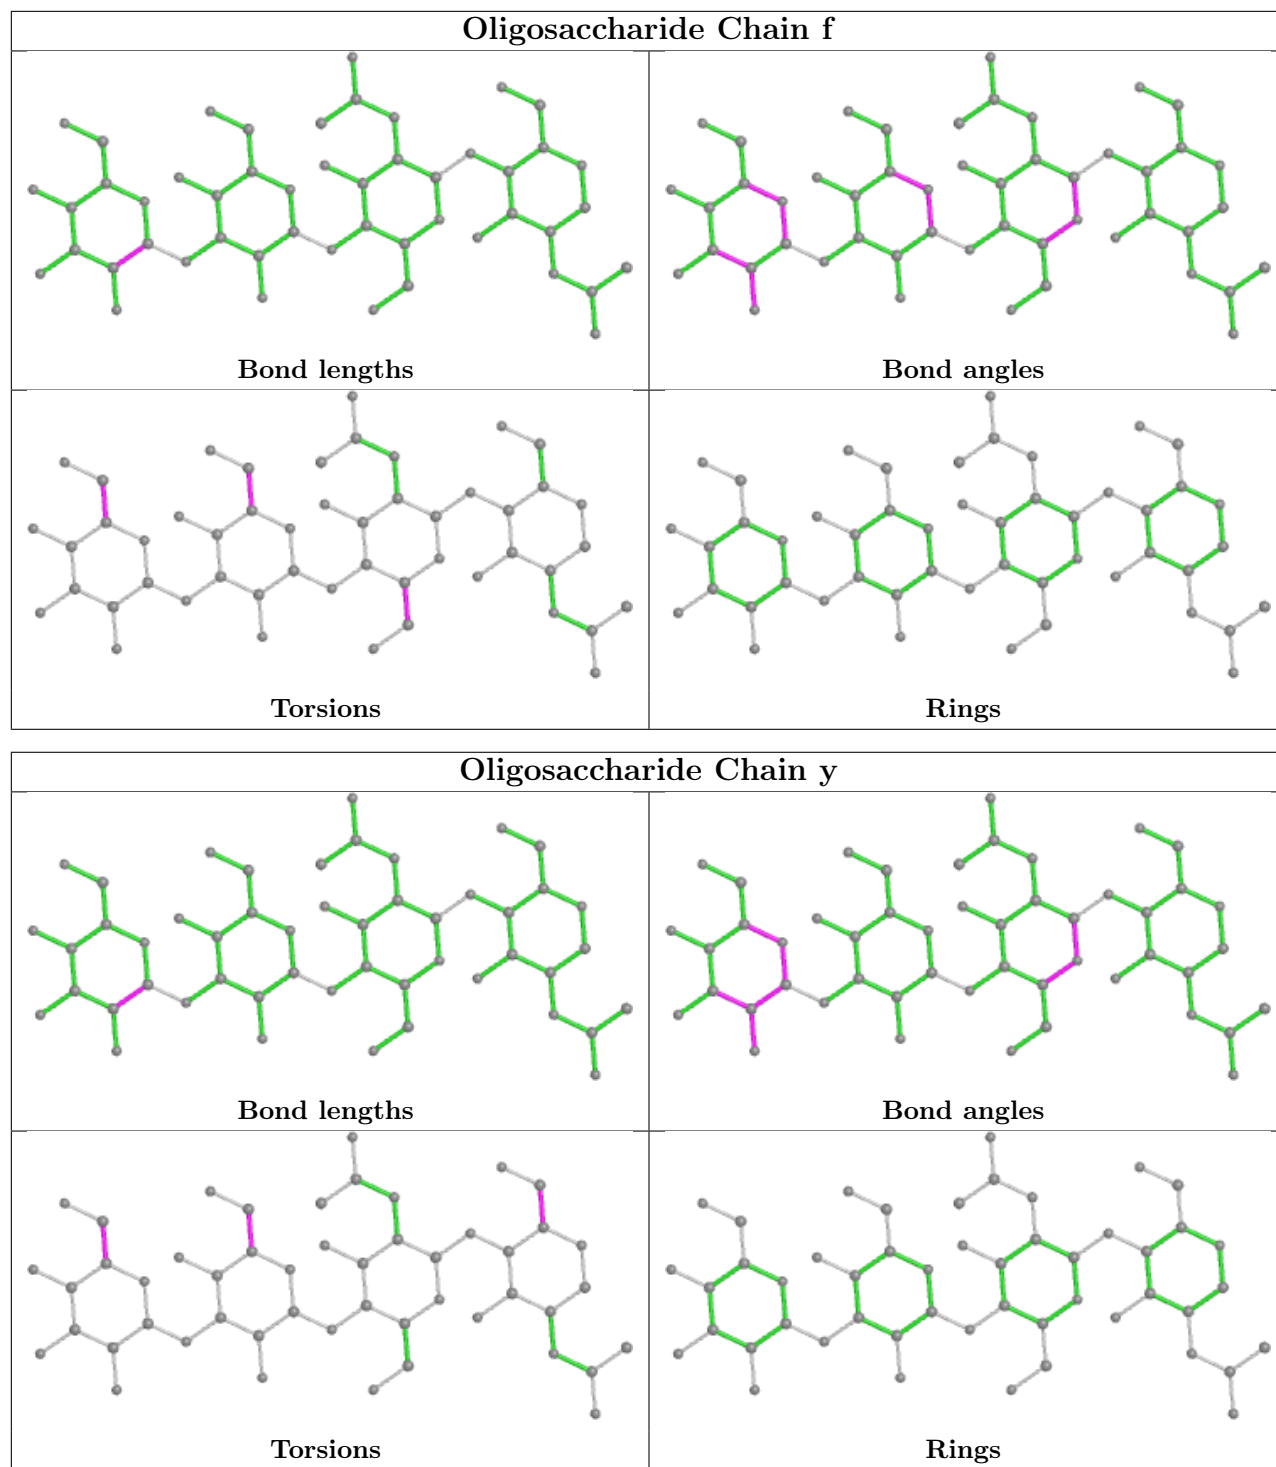 Oligosaccharide Chain f
Bond lengths
Bond angles
Torsions
Rings
Oligosaccharide Chain y
Bond lengths
Bond angles
Torsions
Rings